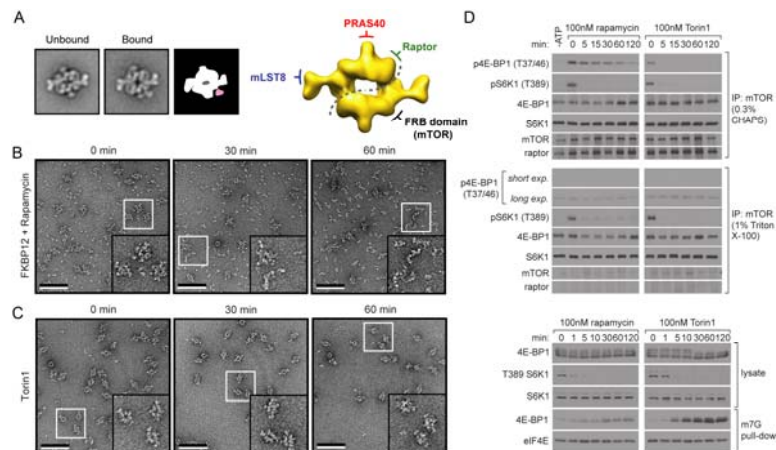 A
Unbound
Bound
PRAS40
Raptor
mLST8
FRB domain
(mTOR)
B
0 min
30 min
60 min
FKBP12 + Rapamycin
C
0 min
30 min
60 min
Torin1
D
-ATP
100nM rapamycin
100nM Torin1
min: 0 5 15 30 60 120 0 5 15 30 60 120
p4E-BP1 (T37/46)
pS6K1 (T389)
4E-BP1
S6K1
mTOR
raptor
IP: mTOR
(0.3%
CHAPS)
p4E-BP1
(T37/46)
short exp.
long exp.
pS6K1 (T389)
4E-BP1
S6K1
mTOR
raptor
IP: mTOR
(1% Triton
X-100)
100nM rapamycin
100nM Torin1
min: 0 1 5 10 30 60 120 0 1 5 10 30 60 120
4E-BP1
T389 S6K1
S6K1
lysate
4E-BP1
eIF4E
m7G
pull-down